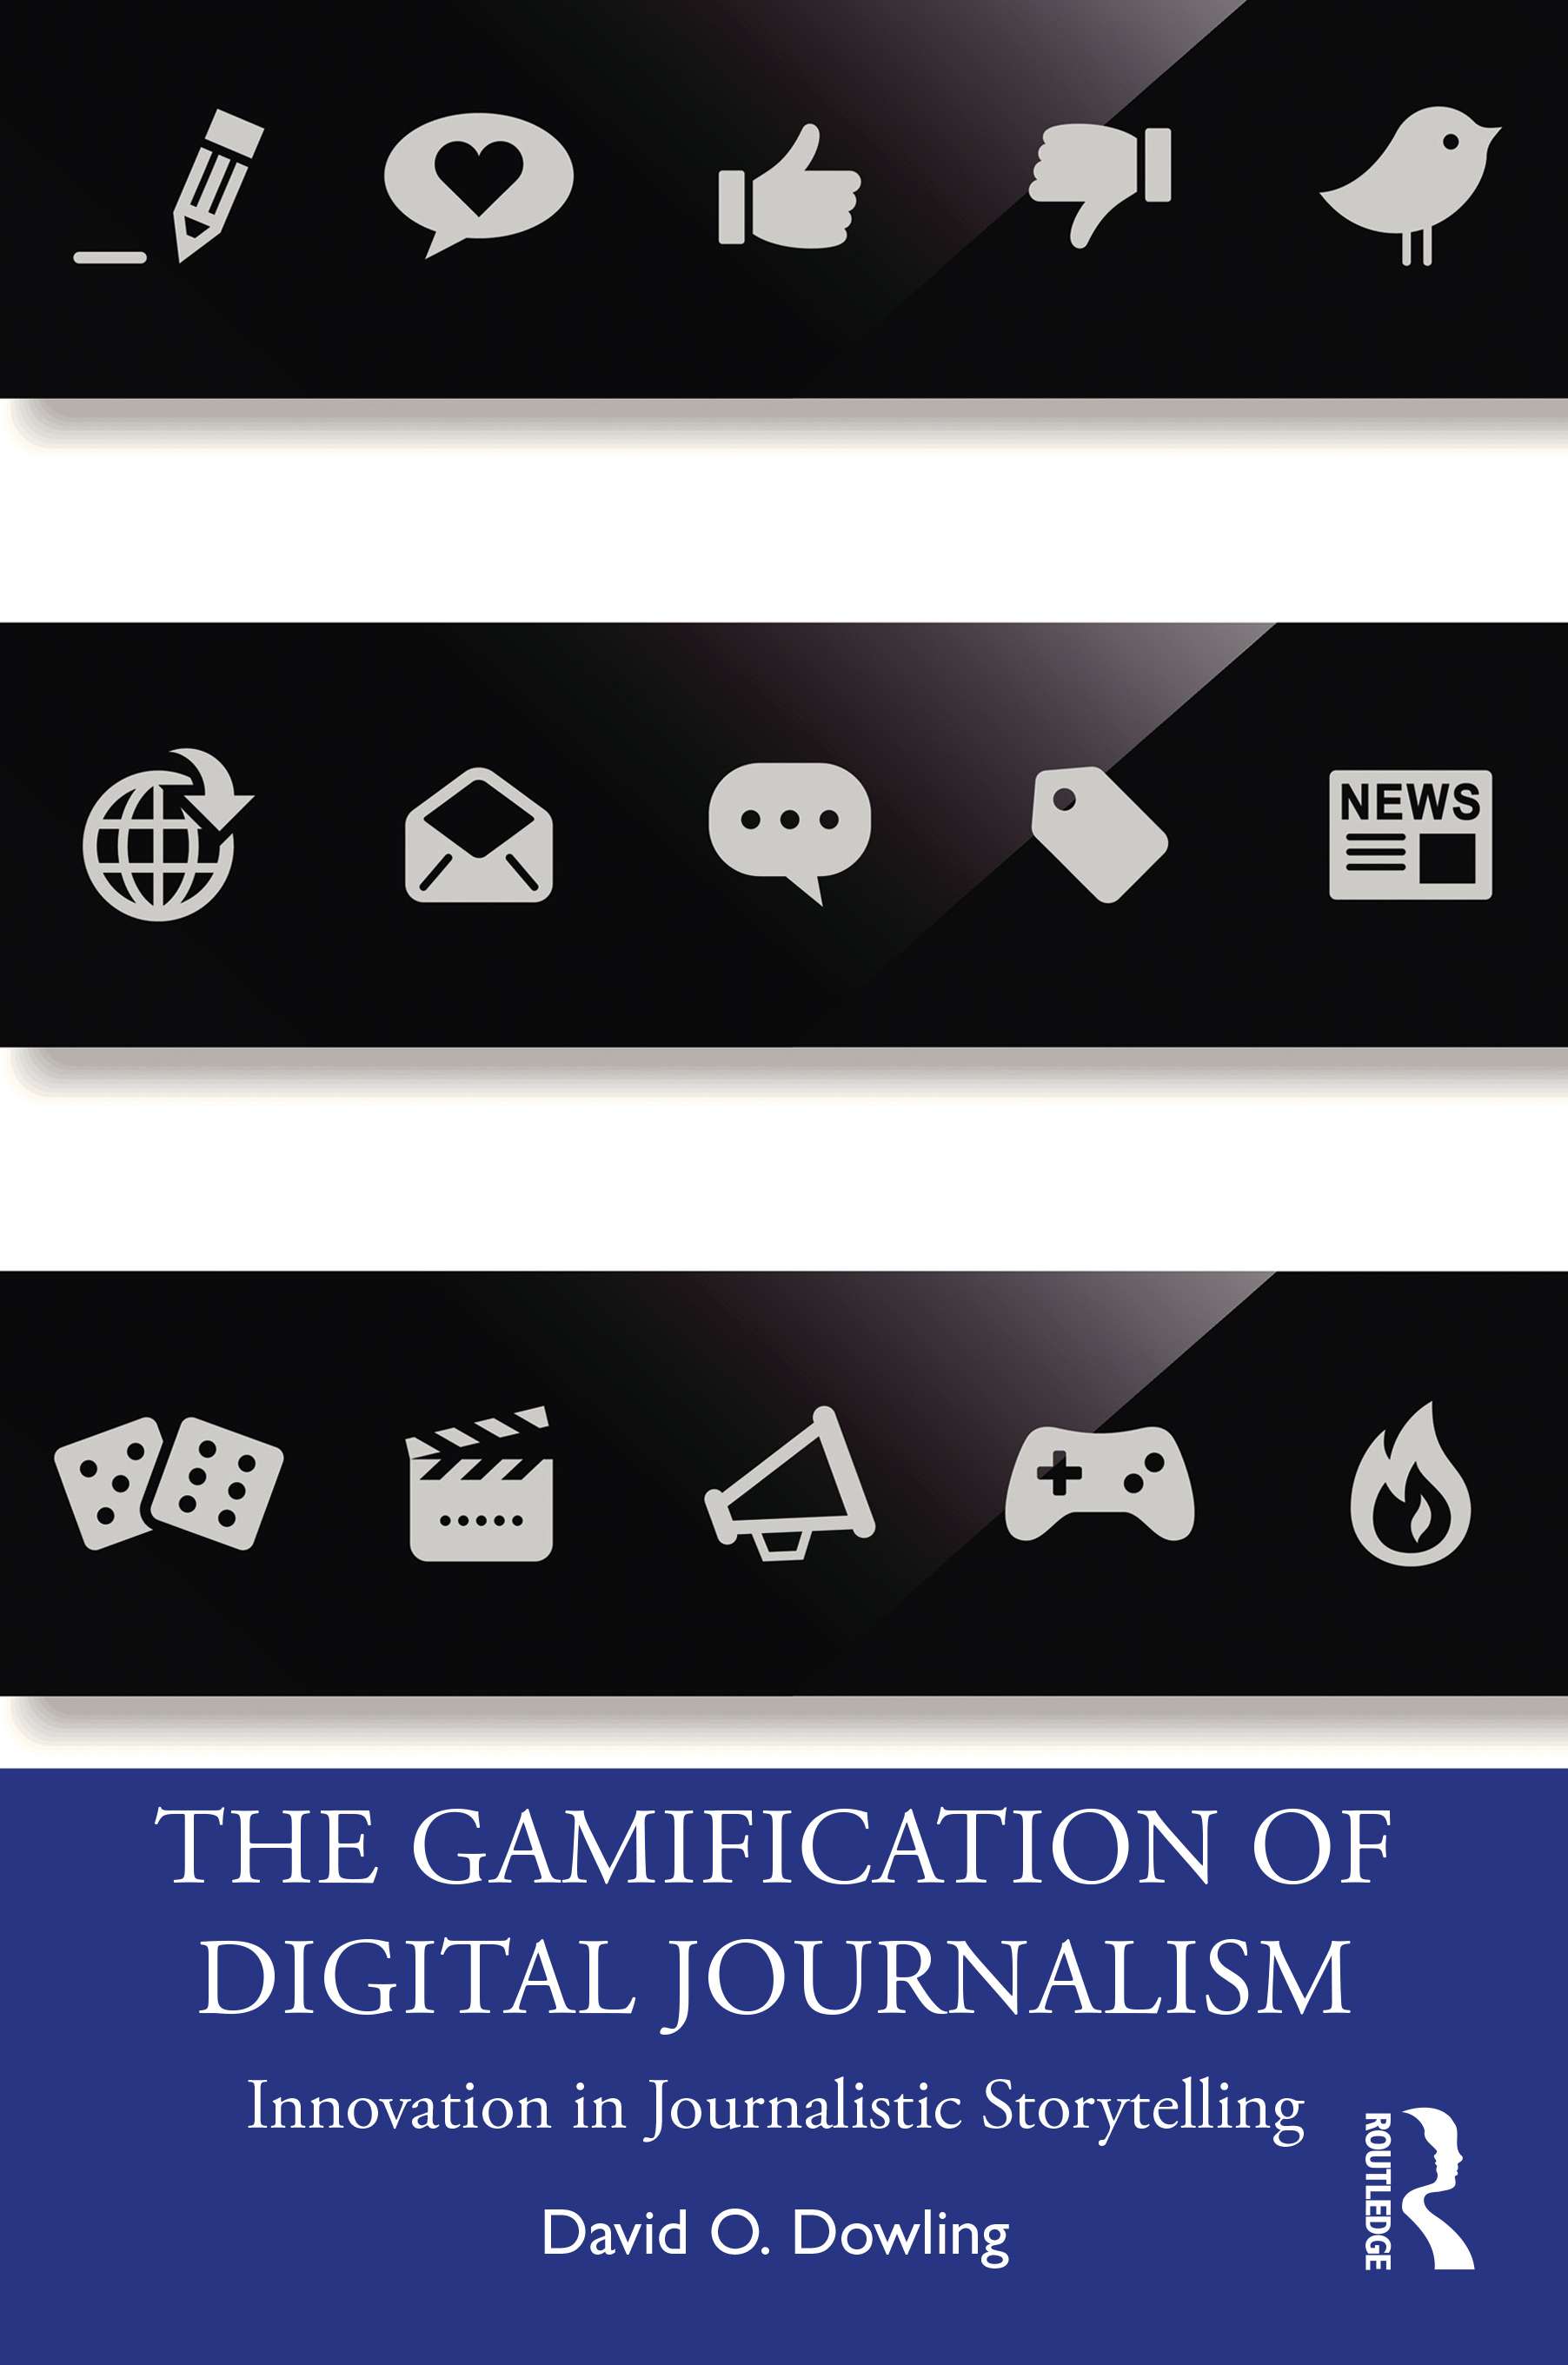 NEWS
THE GAMIFICATION OF
DIGITAL JOURNALISM
Innovation in Journalistic Storytelling
David O. Dowling
ROUTLEDGE